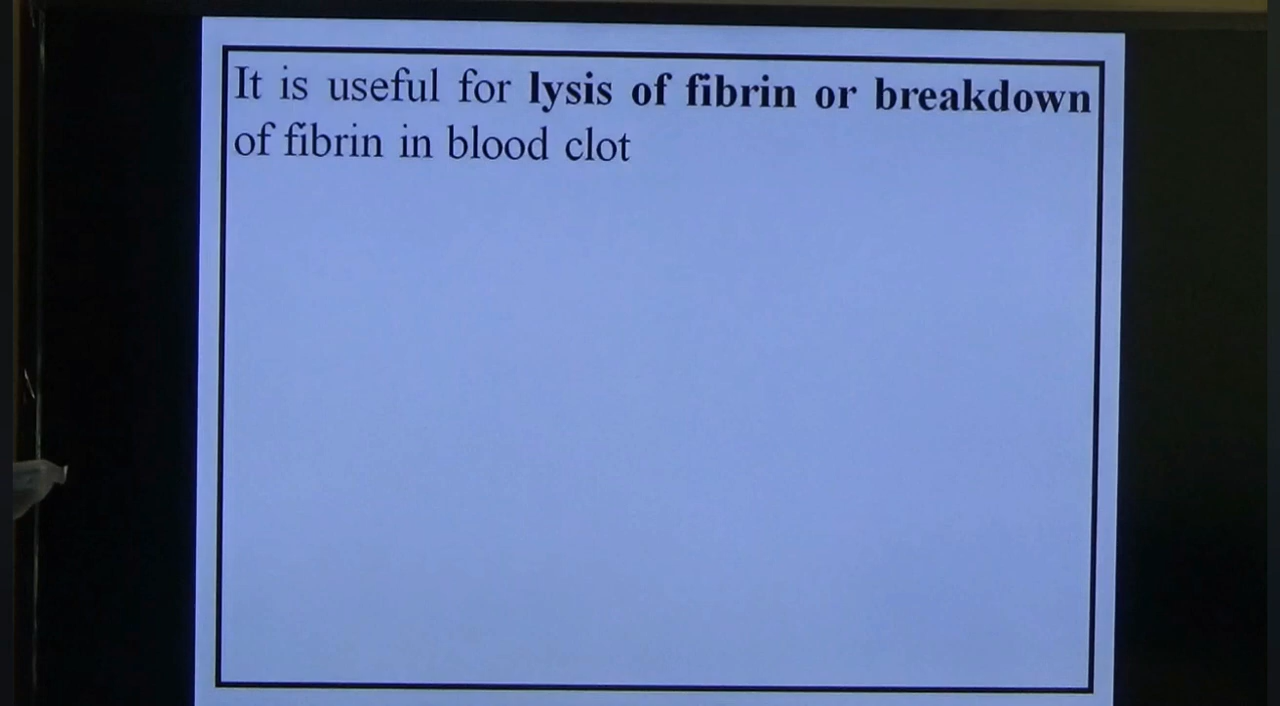 It is useful for lysis of fibrin or breakdown
of fibrin in blood clot